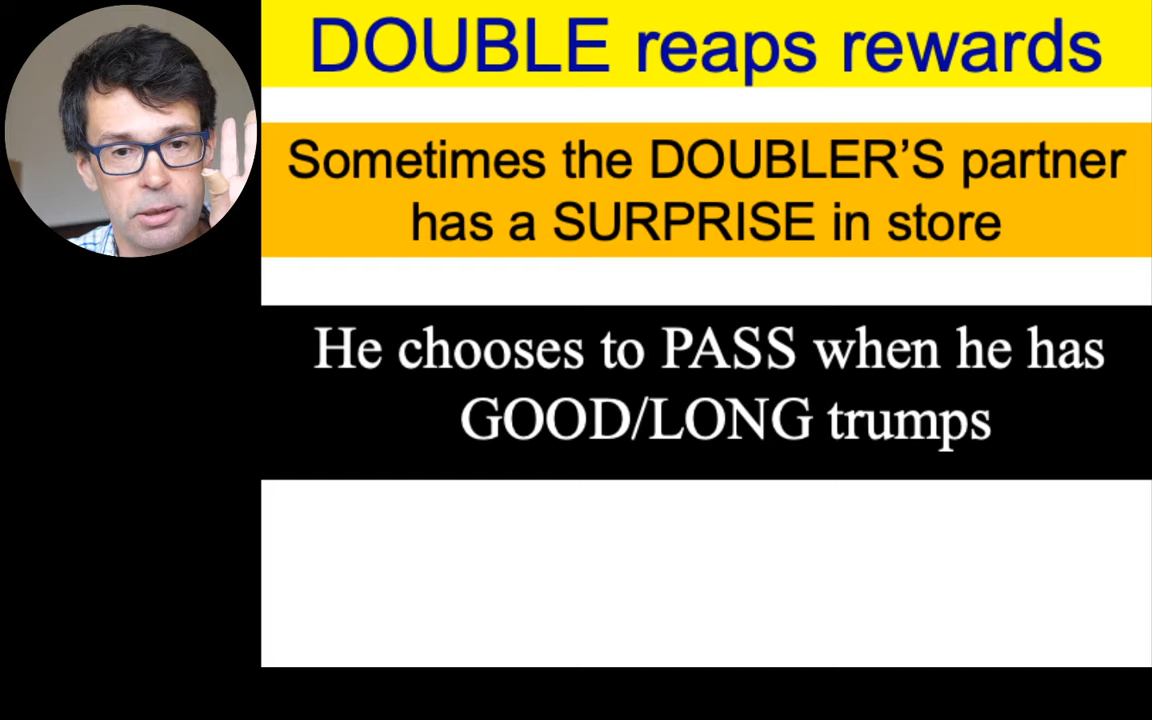 DOUBLE reaps rewards
Sometimes the DOUBLER’S partner
has a SURPRISE in store
He chooses to PASS when he has
GOOD/LONG trumps